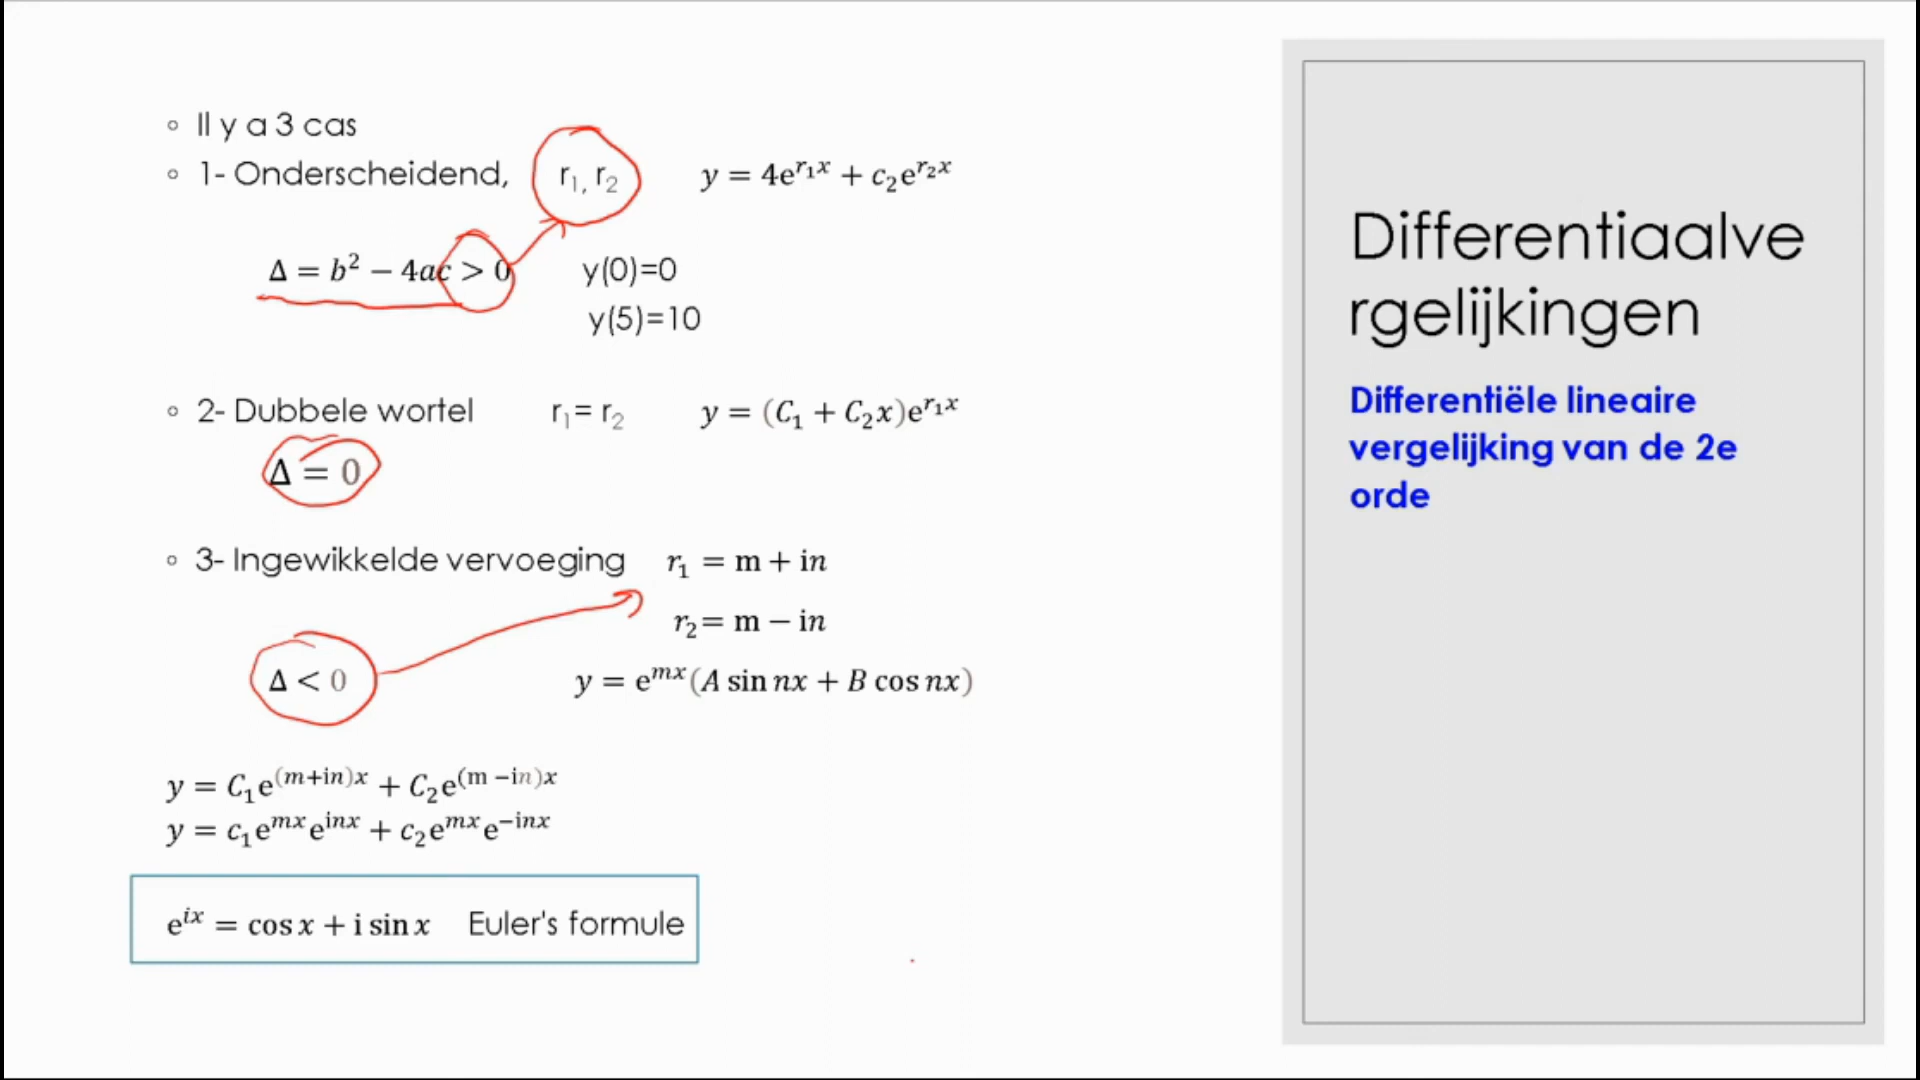 Il y a 3 cas
1- Onderscheidend, r₁, r₂ y = 4e^{r₁x} + c₂e^{r₂x}
Δ = b² − 4ac > 0 y(0)=0
y(5)=10
2- Dubbele wortel r₁= r₂ y = (C₁ + C₂x)e^{r₁x}
Δ = 0
3- Ingewikkelde vervoeging r₁ = m + in
r₂= m − in
Δ < 0 y = e^{mx}(A sin nx + B cos nx)
y = C₁e^{(m+in)x} + C₂e^{(m −in)x}
y = c₁e^{mx}e^{inx} + c₂e^{mx}e^{−inx}
e^{ix} = cos x + i sin x Euler's formule
Differentiaalve
rgelijkingen
Differentiële lineaire
vergelijking van de 2e
orde